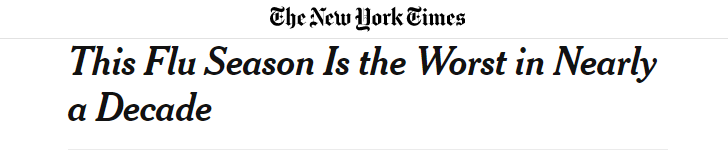 The New York Times
This Flu Season Is the Worst in Nearly
a Decade